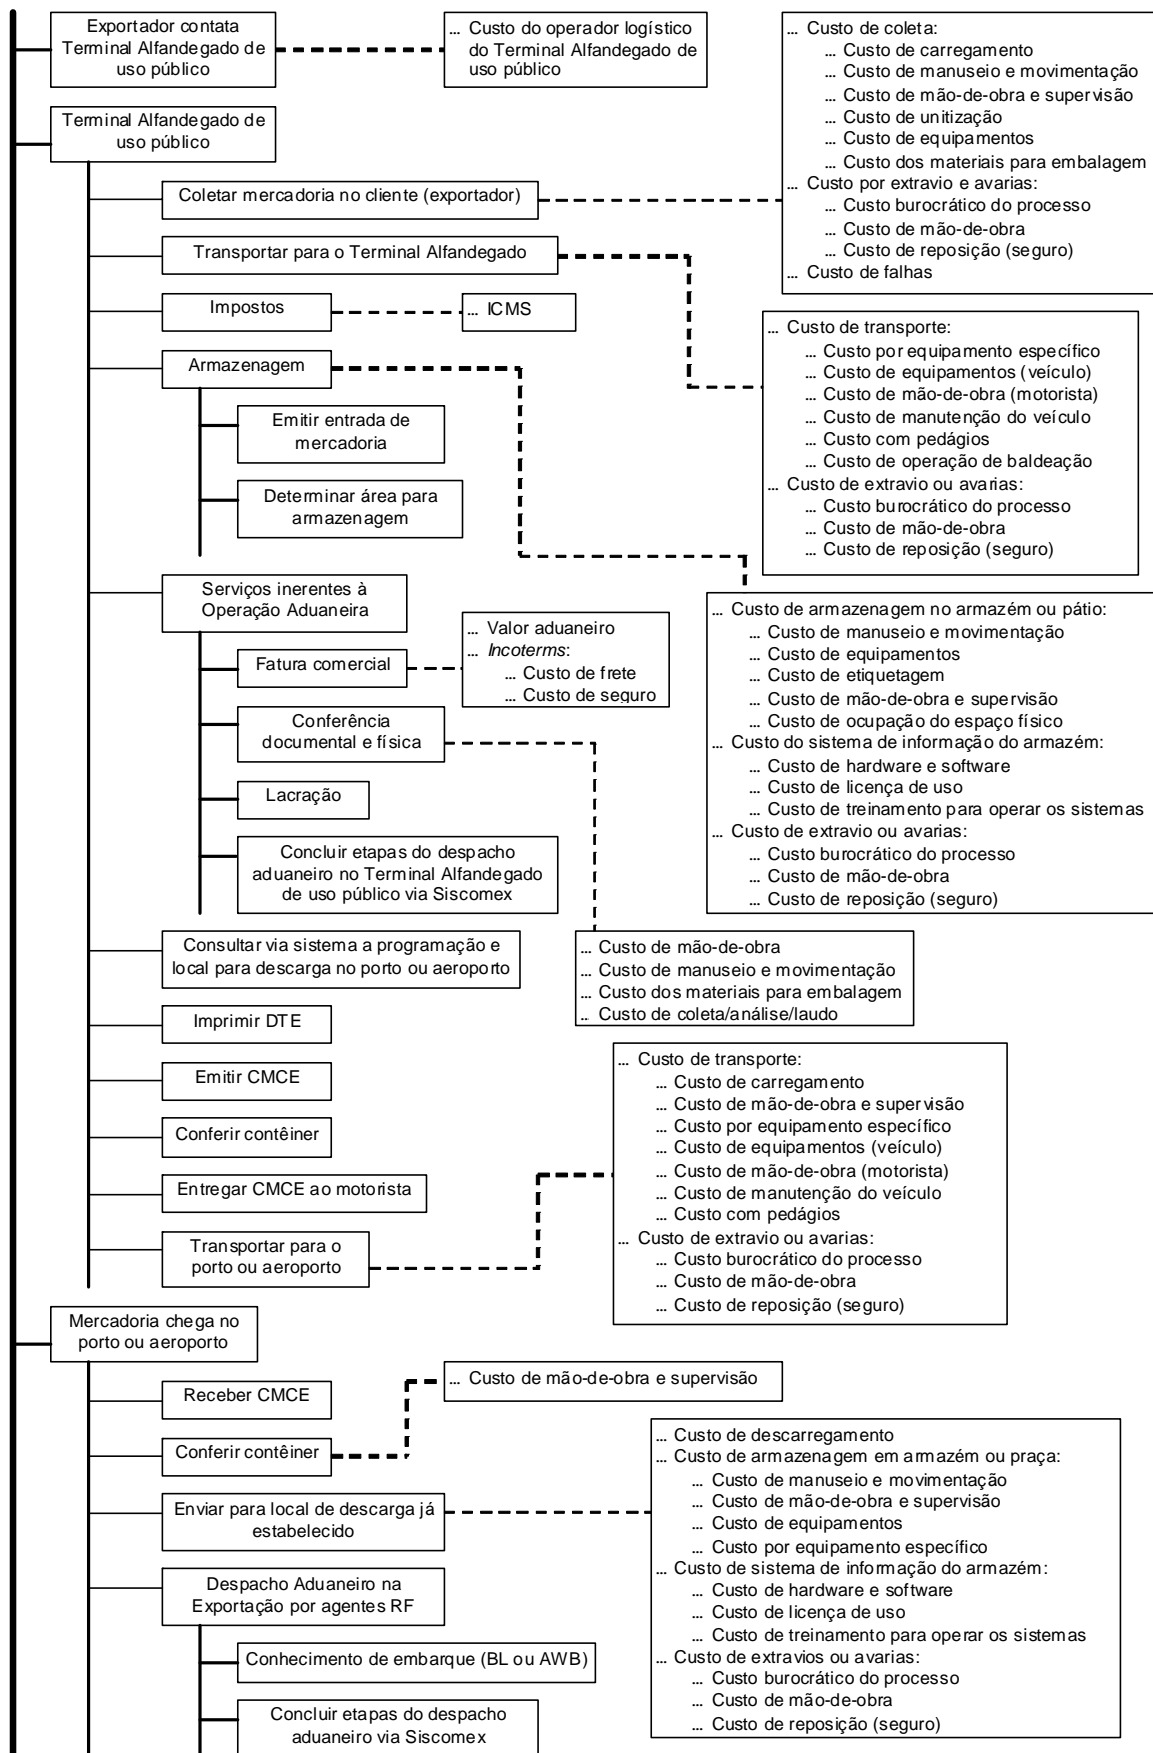 Exportador contata
Terminal Alfandegado de
uso público
... Custo do operador logístico
do Terminal Alfandegado de
uso público
... Custo de coleta:
... Custo de carregamento
... Custo de manuseio e movimentação
... Custo de mão-de-obra e supervisão
... Custo de unitização
... Custo de equipamentos
... Custo dos materiais para embalagem
... Custo por extravio e avarias:
... Custo burocrático do processo
... Custo de mão-de-obra
... Custo de reposição (seguro)
... Custo de falhas
Terminal Alfandegado de
uso público
Coletar mercadoria no cliente (exportador)
Transportar para o Terminal Alfandegado
Impostos
... ICMS
... Custo de transporte:
... Custo por equipamento específico
... Custo de equipamentos (veículo)
... Custo de mão-de-obra (motorista)
... Custo de manutenção do veículo
... Custo com pedágios
... Custo de operação de baldeação
... Custo de extravio ou avarias:
... Custo burocrático do processo
... Custo de mão-de-obra
... Custo de reposição (seguro)
Armazenagem
Emitir entrada de
mercadoria
Determinar área para
armazenagem
... Custo de armazenagem no armazém ou pátio:
... Custo de manuseio e movimentação
... Custo de equipamentos
... Custo de etiquetagem
... Custo de mão-de-obra e supervisão
... Custo de ocupação do espaço físico
... Custo do sistema de informação do armazém:
... Custo de hardware e software
... Custo de licença de uso
... Custo de treinamento para operar os sistemas
... Custo de extravio ou avarias:
... Custo burocrático do processo
... Custo de mão-de-obra
... Custo de reposição (seguro)
Serviços inerentes à
Operação Aduaneira
Fatura comercial
... Valor aduaneiro
... Incoterms:
... Custo de frete
... Custo de seguro
Conferência
documental e física
Lacração
Concluir etapas do despacho
aduaneiro no Terminal Alfandegado
de uso público via Siscomex
... Custo de mão-de-obra
... Custo de manuseio e movimentação
... Custo dos materiais para embalagem
... Custo de coleta/análise/laudo
Consultar via sistema a programação e
local para descarga no porto ou aeroporto
Imprimir DTE
Emitir CMCE
Conferir contêiner
Entregar CMCE ao motorista
Transportar para o
porto ou aeroporto
... Custo de transporte:
... Custo de carregamento
... Custo de mão-de-obra e supervisão
... Custo por equipamento específico
... Custo de equipamentos (veículo)
... Custo de mão-de-obra (motorista)
... Custo de manutenção do veículo
... Custo com pedágios
... Custo de extravio ou avarias:
... Custo burocrático do processo
... Custo de mão-de-obra
... Custo de reposição (seguro)
Mercadoria chega no
porto ou aeroporto
Receber CMCE
... Custo de mão-de-obra e supervisão
Conferir contêiner
Enviar para local de descarga já
estabelecido
... Custo de descarregamento
... Custo de armazenagem em armazém ou praça:
... Custo de manuseio e movimentação
... Custo de mão-de-obra e supervisão
... Custo de equipamentos
... Custo por equipamento específico
... Custo de sistema de informação do armazém:
... Custo de hardware e software
... Custo de licença de uso
... Custo de treinamento para operar os sistemas
... Custo de extravios ou avarias:
... Custo burocrático do processo
... Custo de mão-de-obra
... Custo de reposição (seguro)
Despacho Aduaneiro na
Exportação por agentes RF
Conhecimento de embarque (BL ou AWB)
Concluir etapas do despacho
aduaneiro via Siscomex